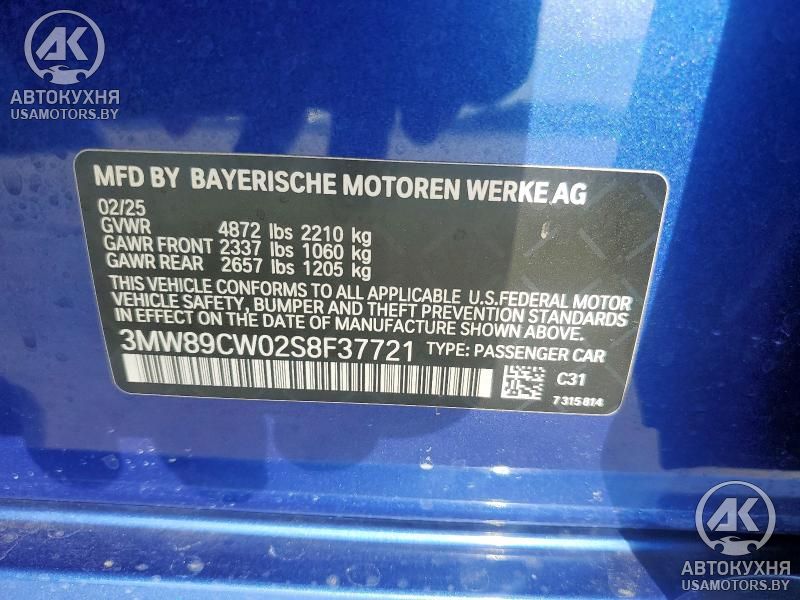 АК
АВТОКУХНЯ
USAMOTORS.BY
MFD BY BAYERISCHE MOTOREN WERKE AG
02/25
GVWR 4872 lbs 2210 kg
GAWR FRONT 2337 lbs 1060 kg
GAWR REAR 2657 lbs 1205 kg
THIS VEHICLE CONFORMS TO ALL APPLICABLE U.S.FEDERAL MOTOR
VEHICLE SAFETY, BUMPER AND THEFT PREVENTION STANDARDS
IN EFFECT ON THE DATE OF MANUFACTURE SHOWN ABOVE.
3MW89CW02S8F37721 TYPE: PASSENGER CAR
C31
7315814
АК
АВТОКУХНЯ
USAMOTORS.BY